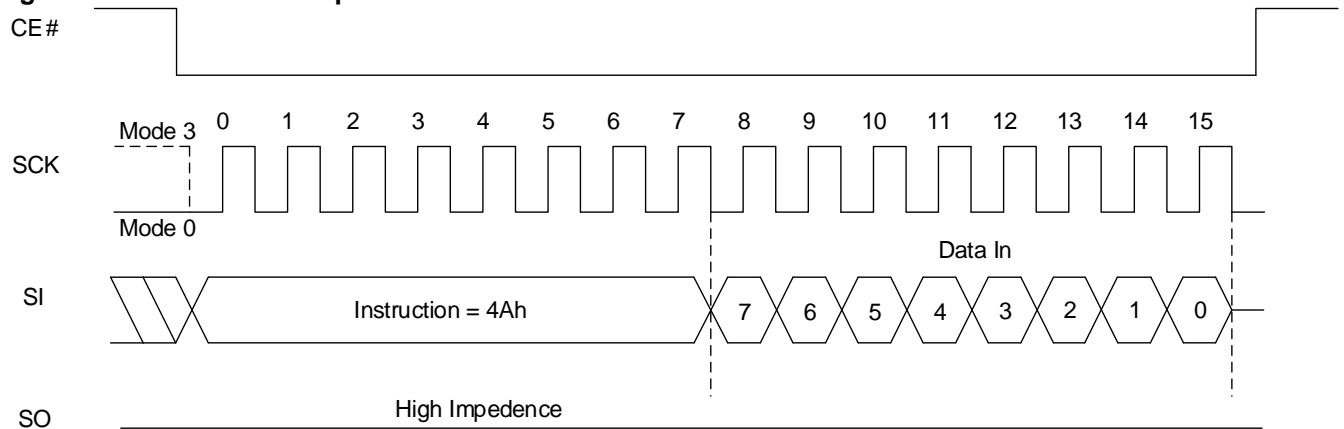 CE#
Mode 3
0 1 2 3 4 5 6 7 8 9 10 11 12 13 14 15
SCK
Mode 0
Data In
SI
Instruction = 4Ah
7 6 5 4 3 2 1 0
High Impedence
SO